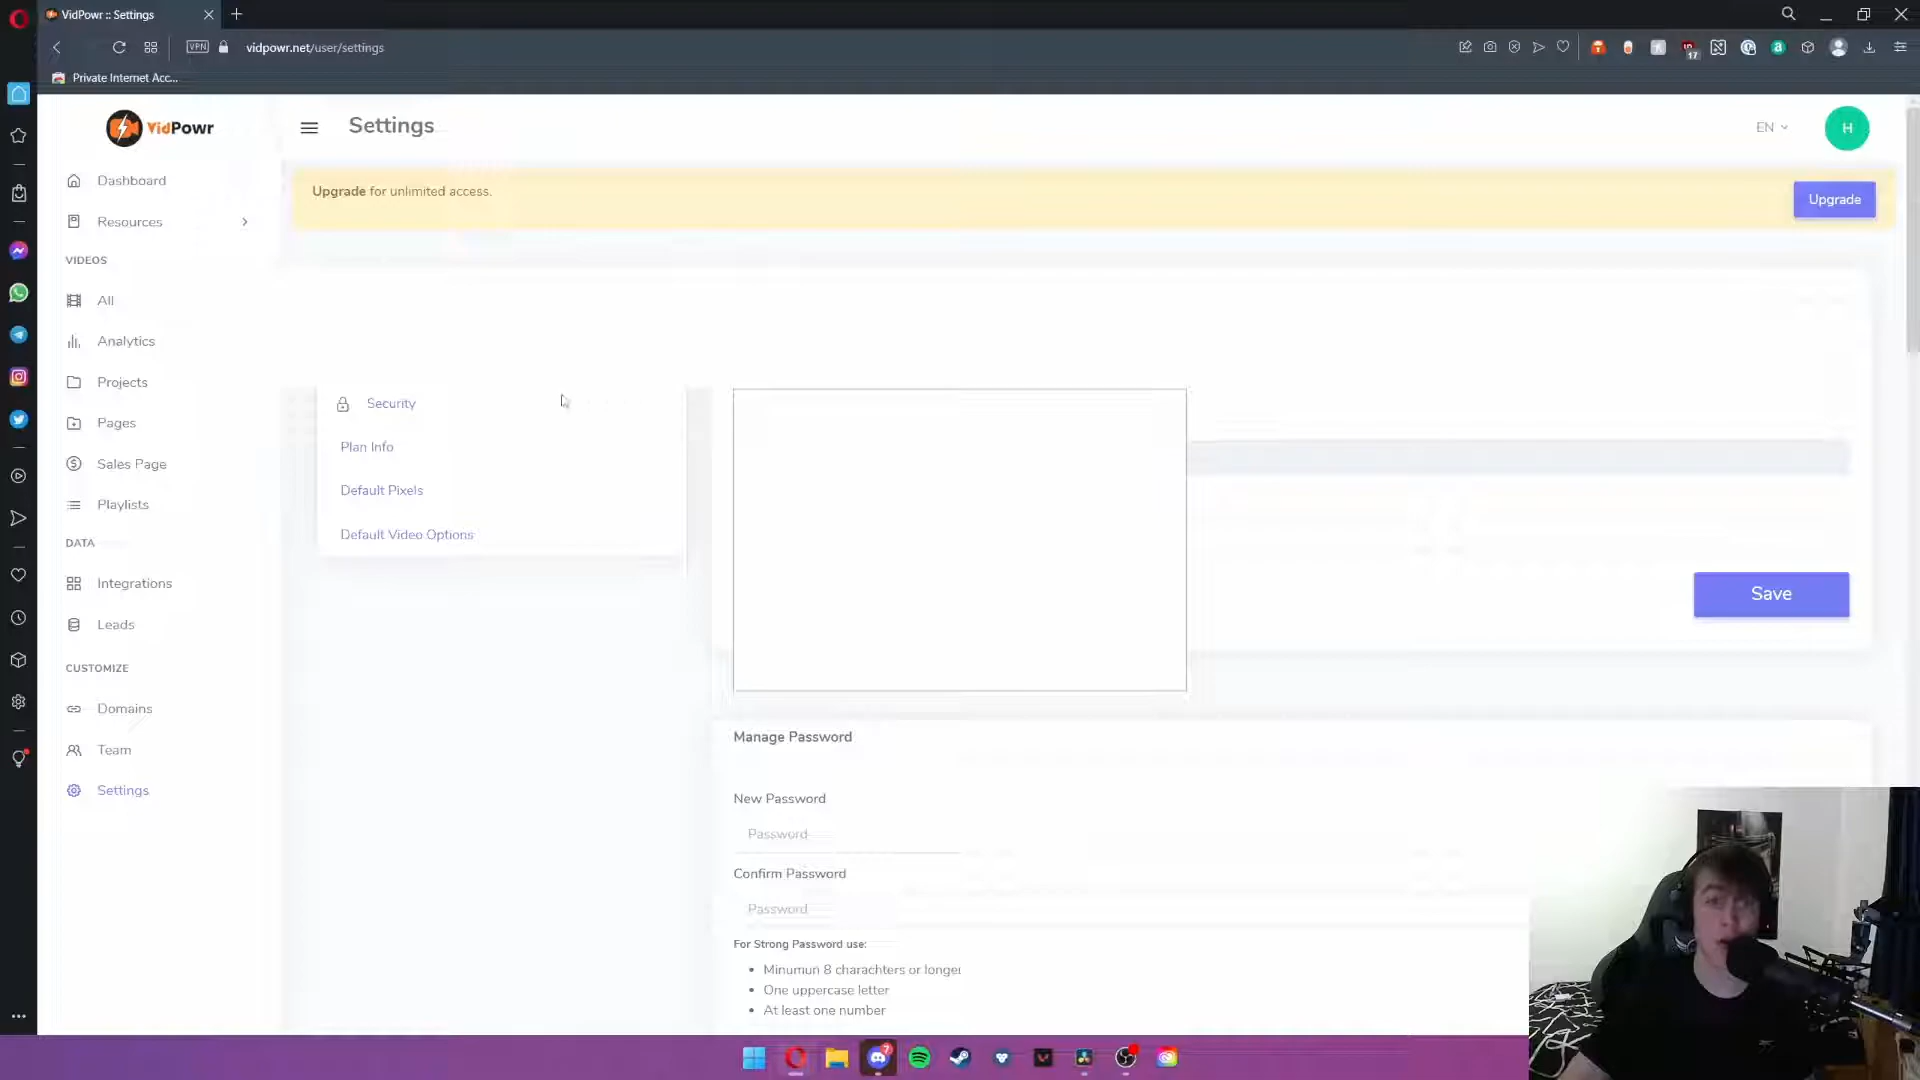 VidPowr :: Settings
VPN
vidpowr.net/user/settings
17
Private Internet Acc...
VidPowr
Settings
EN
H
Upgrade for unlimited access.
Upgrade
Dashboard
Resources
VIDEOS
All
Analytics
Projects
Pages
Sales Page
Playlists
DATA
Integrations
Leads
CUSTOMIZE
Domains
Team
Settings
Security
Plan Info
Default Pixels
Default Video Options
Save
Manage Password
New Password
Password
Confirm Password
Password
For Strong Password use:
Minumun 8 charachters or longer
One uppercase letter
At least one number
7